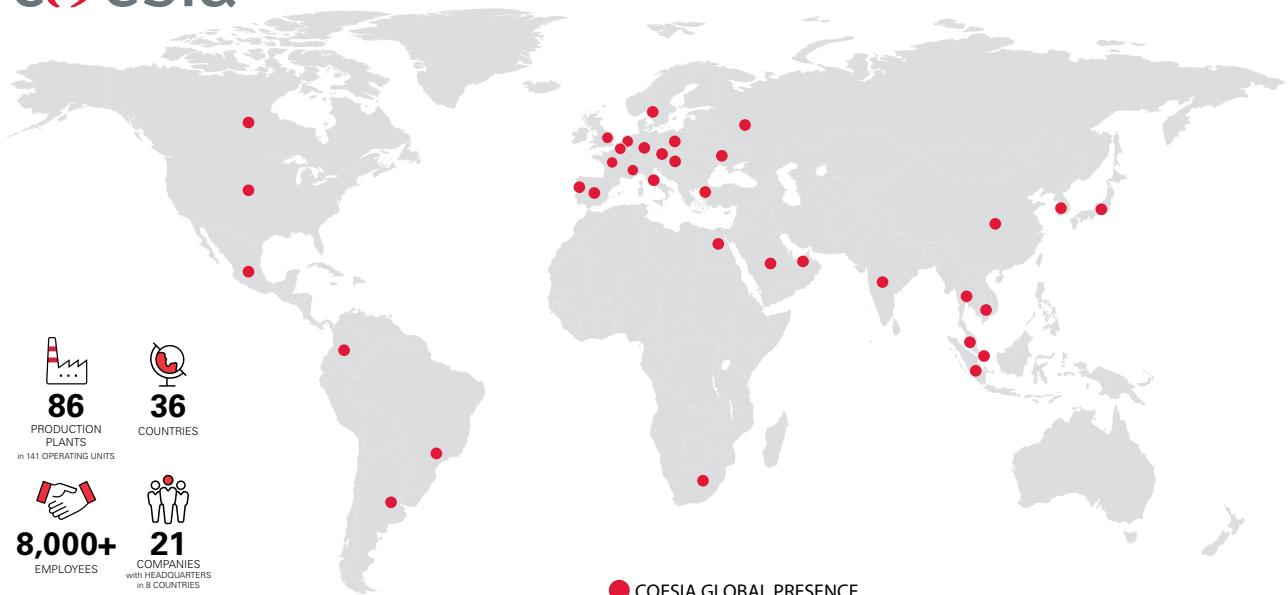 coesia
86
PRODUCTION
PLANTS
in 141 OPERATING UNITS
36
COUNTRIES
8,000+
EMPLOYEES
21
COMPANIES
with HEADQUARTERS
in 8 COUNTRIES
COESIA GLOBAL PRESENCE